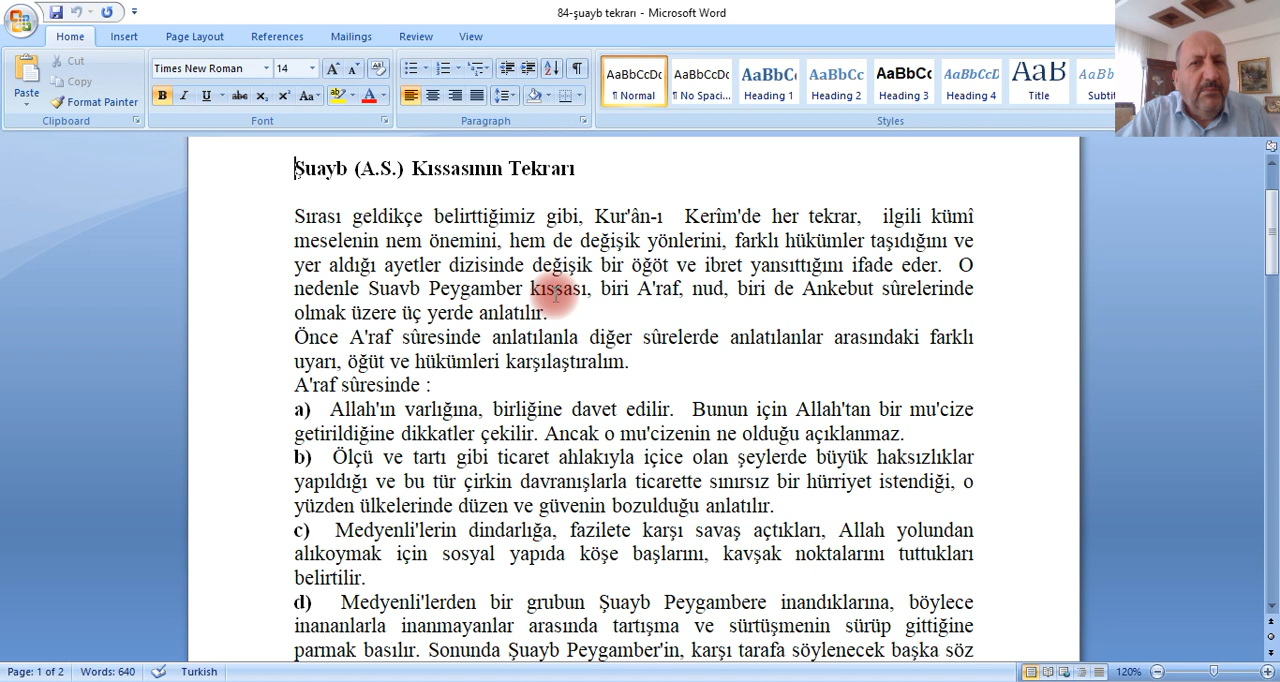 84-şuayb tekrarı - Microsoft Word
Home Insert Page Layout References Mailings Review View
Paste
Cut
Copy
Format Painter
Clipboard
Times New Roman 14
B I U abc X₂ X² Aa
Font
Paragraph
AaBbCcDc AaBbCcDc AaBbCc AaBbCc AaBbCc AaBbCcD AaB AaBb
¶ Normal ¶ No Spaci... Heading 1 Heading 2 Heading 3 Heading 4 Title Subtit
Styles
Şuayb (A.S.) Kıssasının Tekrarı
Sırası geldikçe belirttiğimiz gibi, Kur'ân-ı Kerîm'de her tekrar, ilgili kümî
meselenin nem önemini, hem de değişik yönlerini, farklı hükümler taşıdığını ve
yer aldığı ayetler dizisinde değişik bir öğöt ve ibret yansıttığını ifade eder. O
nedenle Suavb Peygamber kıssası, biri A'raf, nud, biri de Ankebut sûrelerinde
olmak üzere üç yerde anlatılır.
Önce A'raf sûresinde anlatılanla diğer sûrelerde anlatılanlar arasındaki farklı
uyarı, öğüt ve hükümleri karşılaştıralım.
A'raf sûresinde :
a) Allah'ın varlığına, birliğine davet edilir. Bunun için Allah'tan bir mu'cize
getirildiğine dikkatler çekilir. Ancak o mu'cizenin ne olduğu açıklanmaz.
b) Ölçü ve tartı gibi ticaret ahlakıyla içice olan şeylerde büyük haksızlıklar
yapıldığı ve bu tür çirkin davranışlarla ticarette sınırsız bir hürriyet istendiği, o
yüzden ülkelerinde düzen ve güvenin bozulduğu anlatılır.
c) Medyenli'lerin dindarlığa, fazilete karşı savaş açtıkları, Allah yolundan
alıkoymak için sosyal yapıda köşe başlarını, kavşak noktalarını tuttukları
belirtilir.
d) Medyenli'lerden bir grubun Şuayb Peygambere inandıklarına, böylece
inananlarla inanmayanlar arasında tartışma ve sürtüşmenin sürüp gittiğine
parmak basılır. Sonunda Şuayb Peygamber'in, karşı tarafa söylenecek başka söz
Page: 1 of 2 Words: 640 Turkish 120%